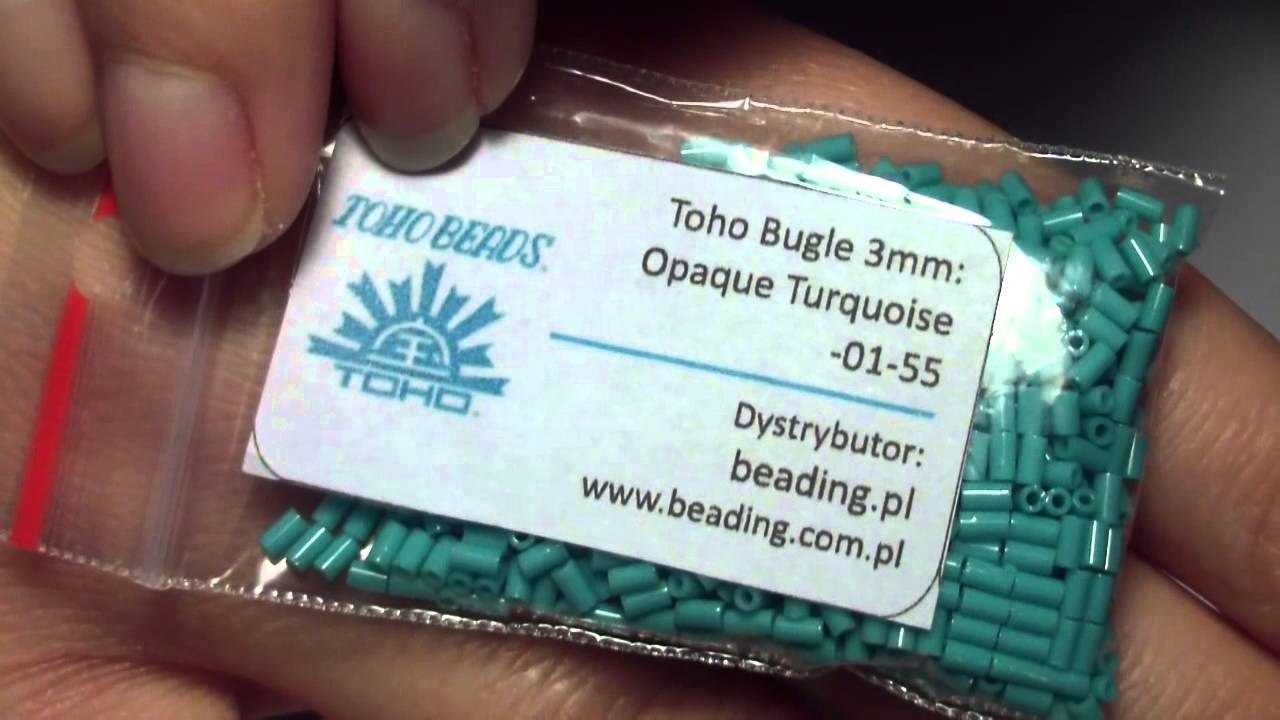 TOHO BEADS
TOHO
Toho Bugle 3mm:
Opaque Turquoise
-01-55
Dystrybutor:
beading.pl
www.beading.com.pl